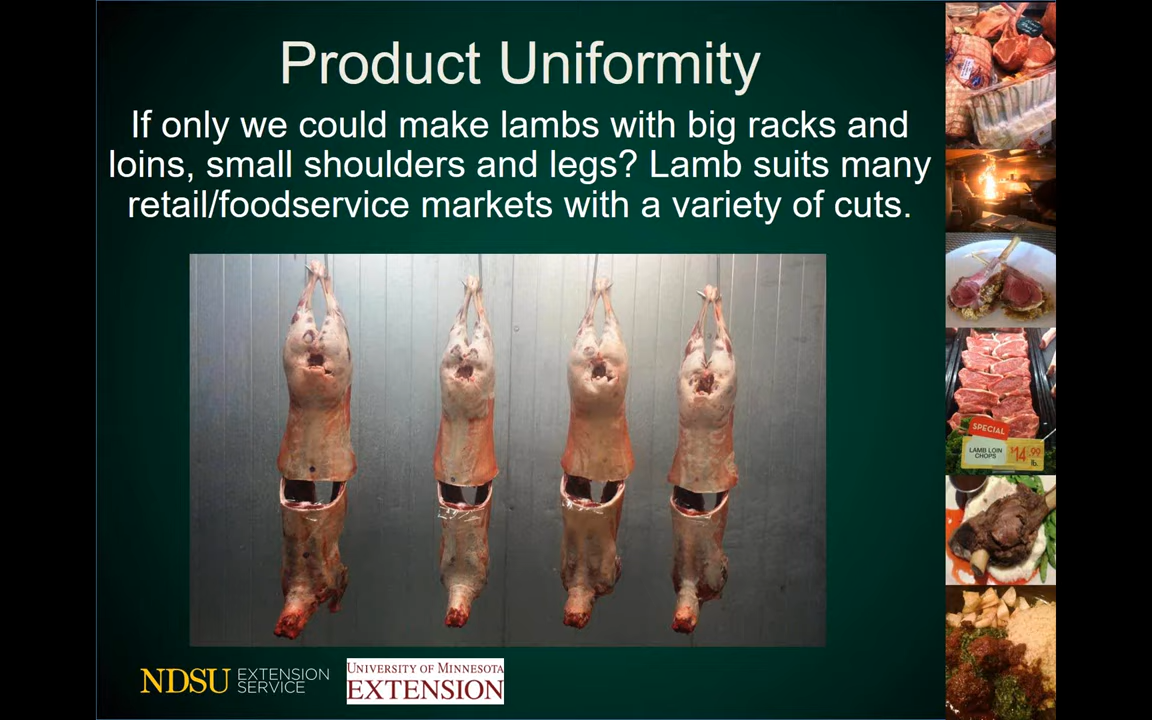 Product Uniformity
If only we could make lambs with big racks and
loins, small shoulders and legs? Lamb suits many
retail/foodservice markets with a variety of cuts.
SPECIAL
LAMB LOIN
CHOPS
$14.99
lb.
NDSU EXTENSION
SERVICE
UNIVERSITY OF MINNESOTA
EXTENSION